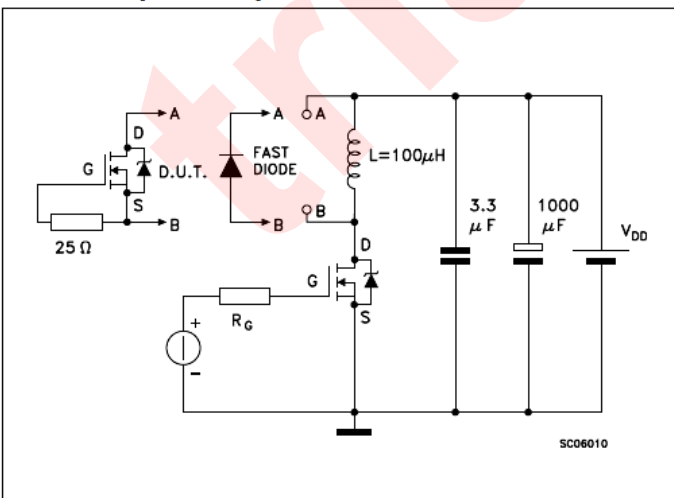 A
A
A
D
G
D.U.T.
FAST
DIODE
L=100μH
S
B
B
B
25 Ω
D
3.3
μF
1000
μF
VDD
G
S
RG
+
-
SC06010